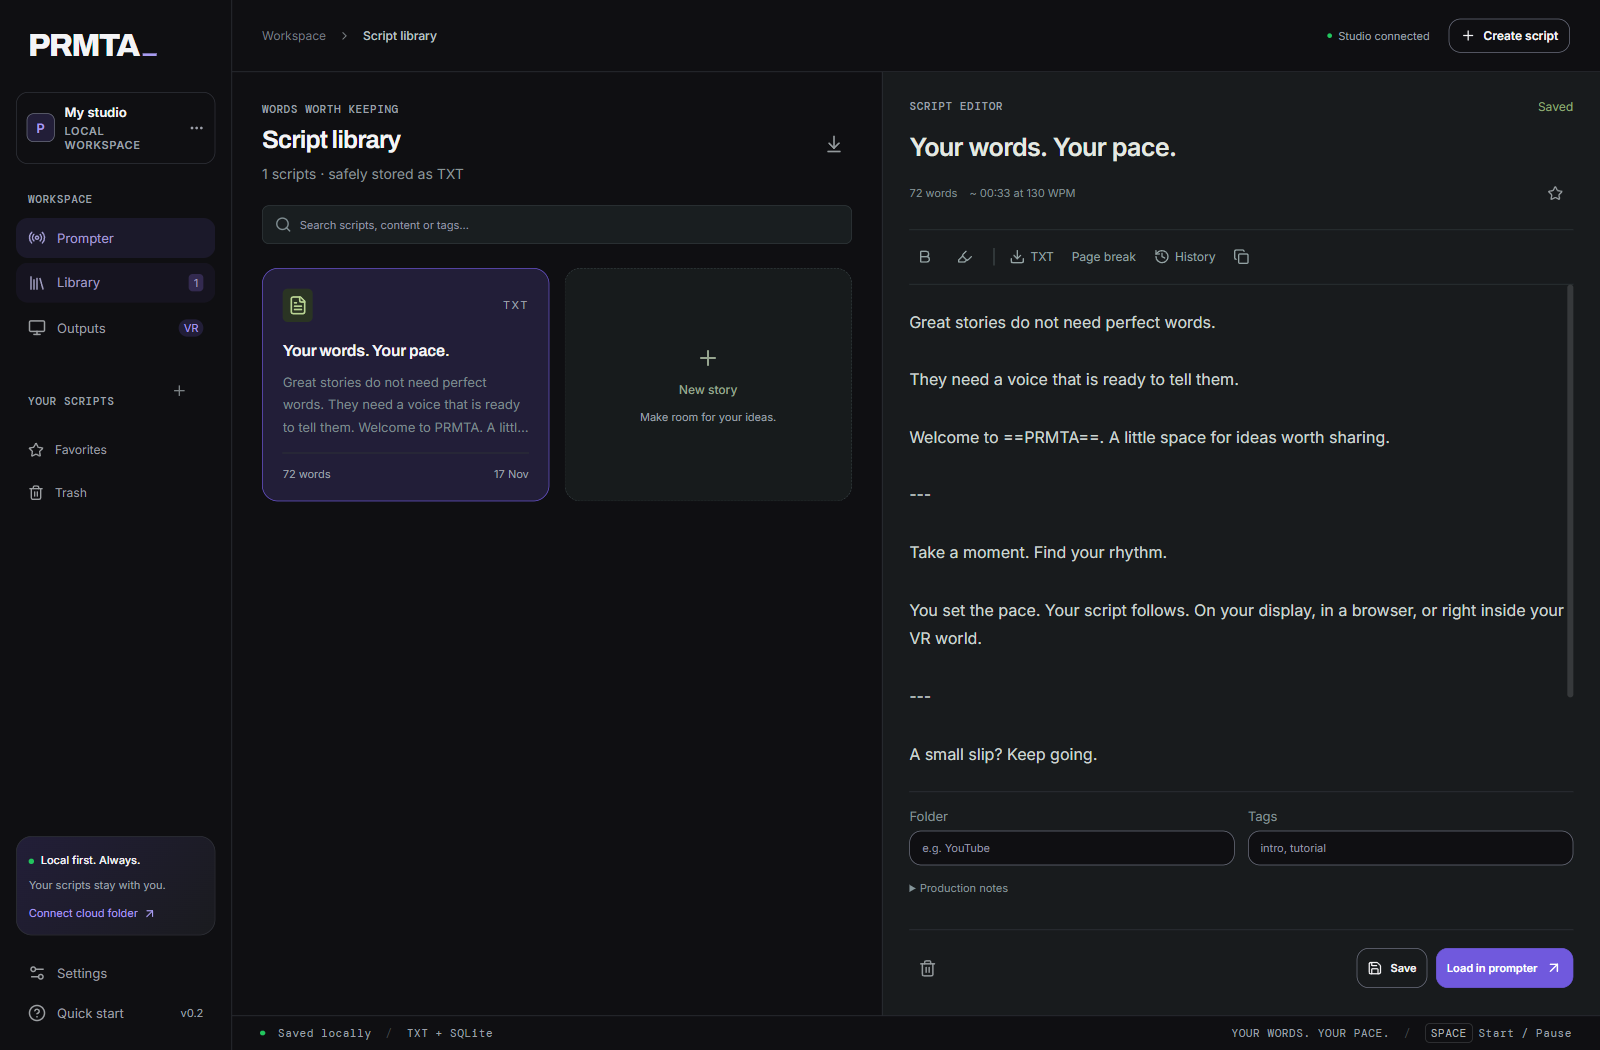 PRMTA_
P
My studio
LOCAL
WORKSPACE
WORKSPACE
Prompter
Library
1
Outputs
VR
YOUR SCRIPTS
Favorites
Trash
Local first. Always.
Your scripts stay with you.
Connect cloud folder
Settings
Quick start
v0.2
Workspace
Script library
Studio connected
Create script
WORDS WORTH KEEPING
Script library
1 scripts · safely stored as TXT
Search scripts, content or tags...
TXT
Your words. Your pace.
Great stories do not need perfect
words. They need a voice that is ready
to tell them. Welcome to PRMTA. A littl...
72 words
17 Nov
New story
Make room for your ideas.
SCRIPT EDITOR
Saved
Your words. Your pace.
72 words
~ 00:33 at 130 WPM
B
TXT
Page break
History
Great stories do not need perfect words.
They need a voice that is ready to tell them.
Welcome to ==PRMTA==. A little space for ideas worth sharing.
---
Take a moment. Find your rhythm.
You set the pace. Your script follows. On your display, in a browser, or right inside your
VR world.
---
A small slip? Keep going.
Folder
Tags
e.g. YouTube
intro, tutorial
Production notes
Save
Load in prompter
Saved locally / TXT + SQLite
YOUR WORDS. YOUR PACE. / SPACE Start / Pause